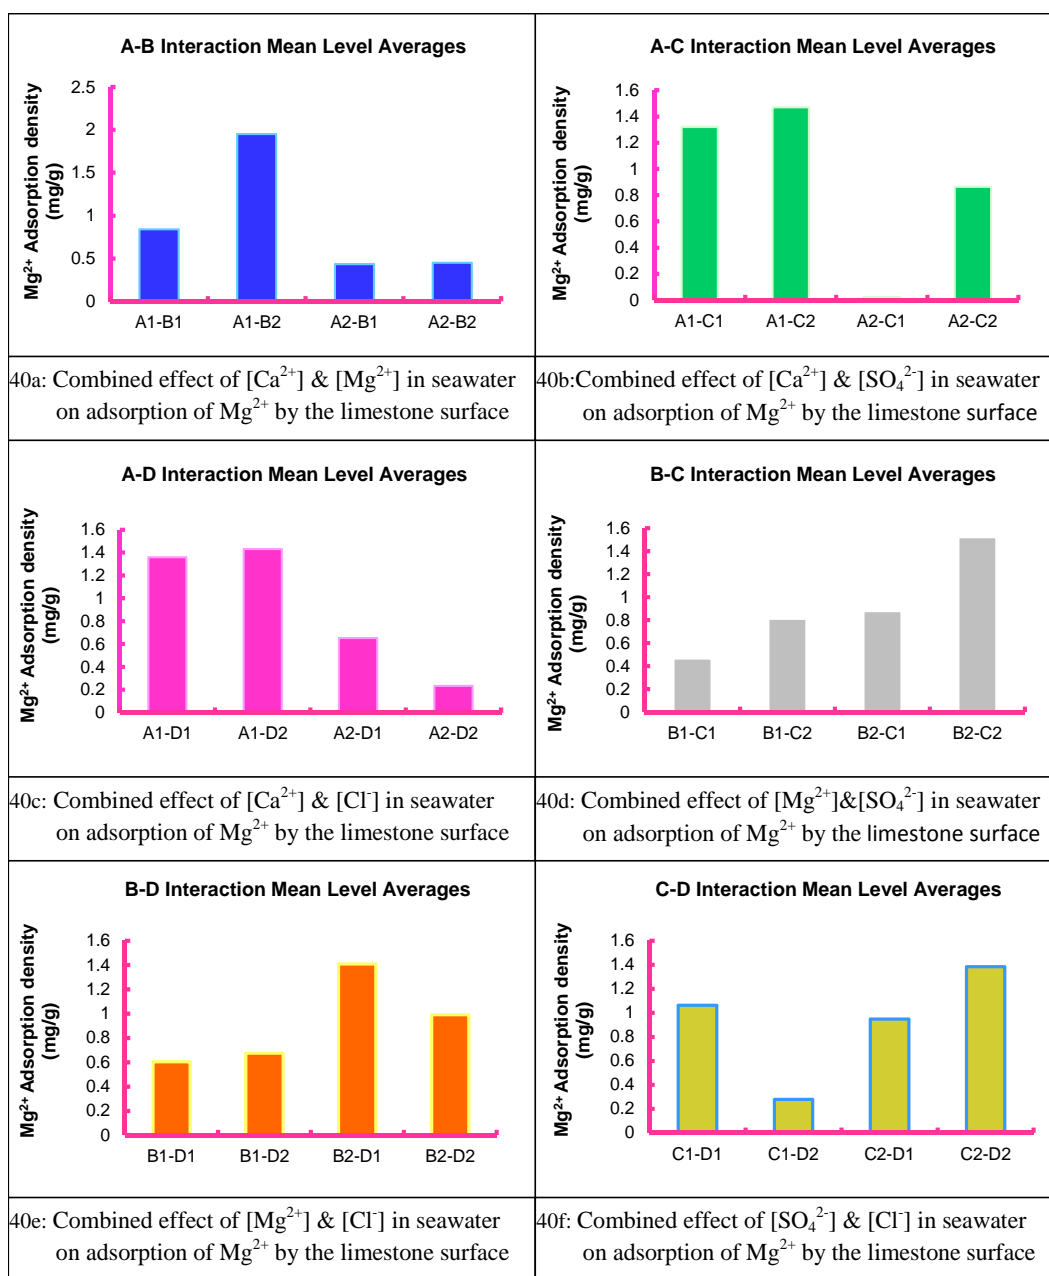 A-B Interaction Mean Level Averages
Mg²⁺ Adsorption density
(mg/g)
2.5
2
1.5
1
0.5
0
A1-B1 A1-B2 A2-B1 A2-B2
40a: Combined effect of [Ca²⁺] & [Mg²⁺] in seawater
on adsorption of Mg²⁺ by the limestone surface
A-C Interaction Mean Level Averages
Mg²⁺ Adsorption density
(mg/g)
1.6
1.4
1.2
1
0.8
0.6
0.4
0.2
0
A1-C1 A1-C2 A2-C1 A2-C2
40b:Combined effect of [Ca²⁺] & [SO₄²⁻] in seawater
on adsorption of Mg²⁺ by the limestone surface
A-D Interaction Mean Level Averages
Mg²⁺ Adsorption density
(mg/g)
1.6
1.4
1.2
1
0.8
0.6
0.4
0.2
0
A1-D1 A1-D2 A2-D1 A2-D2
40c: Combined effect of [Ca²⁺] & [Cl⁻] in seawater
on adsorption of Mg²⁺ by the limestone surface
B-C Interaction Mean Level Averages
Mg²⁺ Adsorption density
(mg/g)
1.6
1.4
1.2
1
0.8
0.6
0.4
0.2
0
B1-C1 B1-C2 B2-C1 B2-C2
40d: Combined effect of [Mg²⁺]&[SO₄²⁻] in seawater
on adsorption of Mg²⁺ by the limestone surface
B-D Interaction Mean Level Averages
Mg²⁺ Adsorption density
(mg/g)
1.6
1.4
1.2
1
0.8
0.6
0.4
0.2
0
B1-D1 B1-D2 B2-D1 B2-D2
40e: Combined effect of [Mg²⁺] & [Cl⁻] in seawater
on adsorption of Mg²⁺ by the limestone surface
C-D Interaction Mean Level Averages
Mg²⁺ Adsorption density
(mg/g)
1.6
1.4
1.2
1
0.8
0.6
0.4
0.2
0
C1-D1 C1-D2 C2-D1 C2-D2
40f: Combined effect of [SO₄²⁻] & [Cl⁻] in seawater
on adsorption of Mg²⁺ by the limestone surface